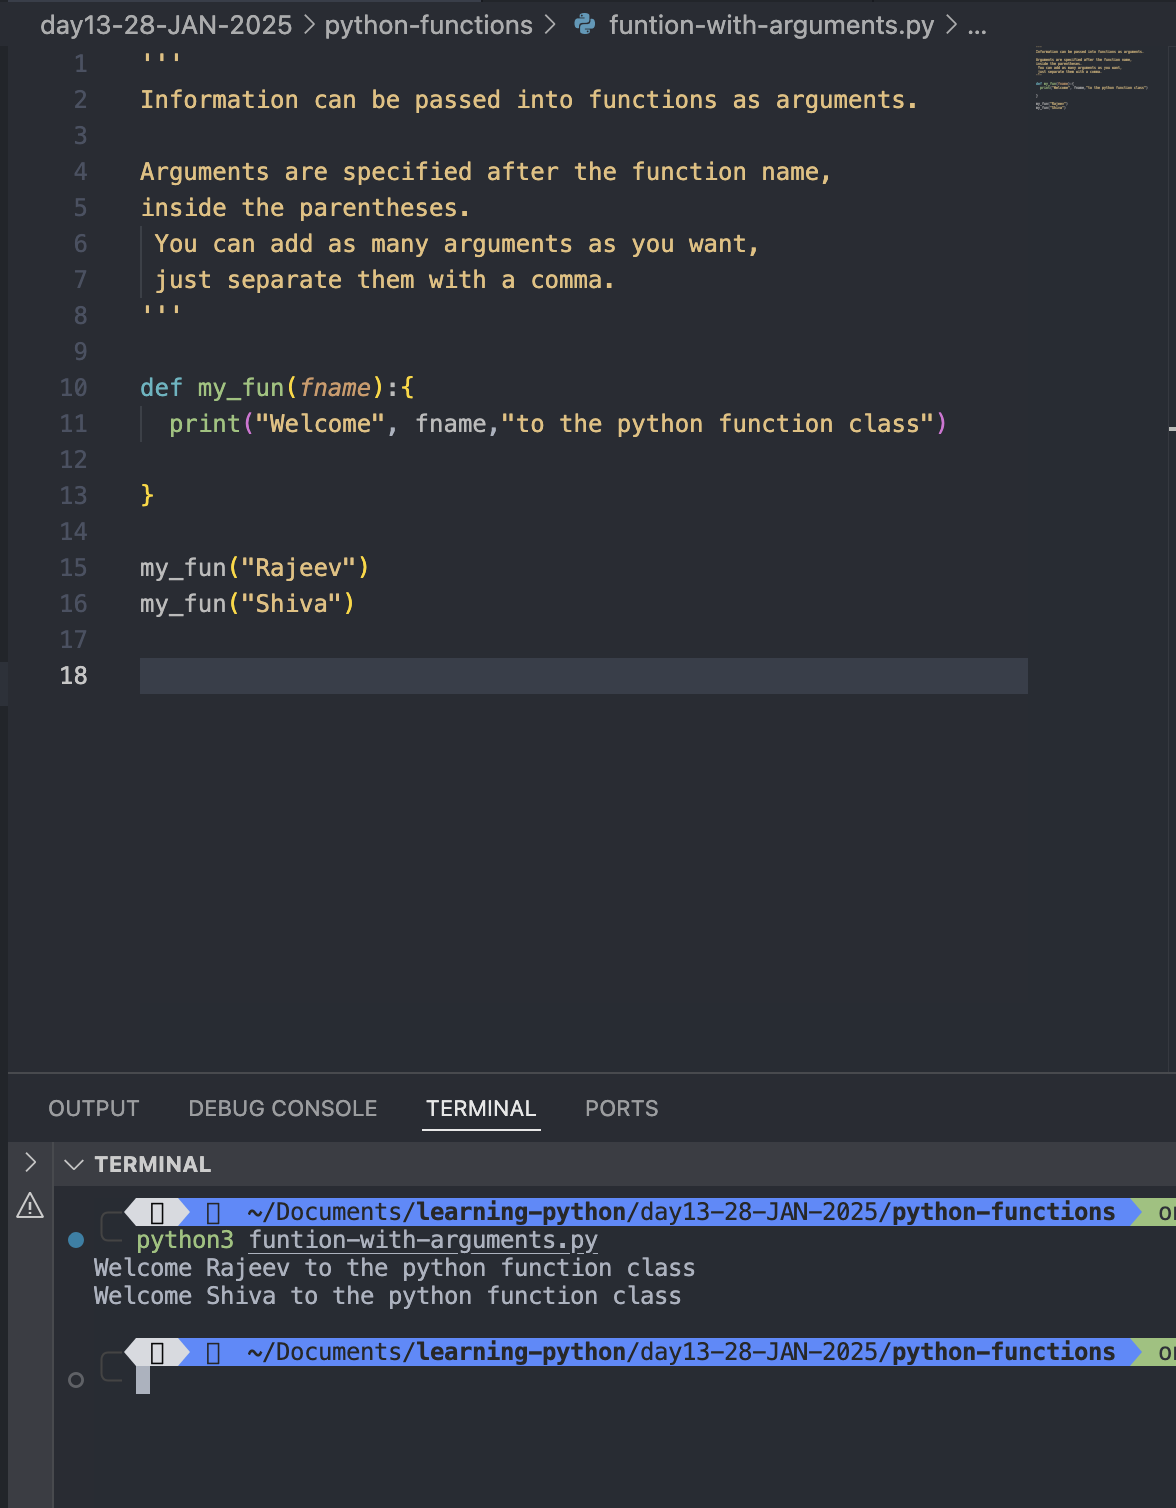 day13-28-JAN-2025 > python-functions > funtion-with-arguments.py > ...
1 '''
2 Information can be passed into functions as arguments.
3
4 Arguments are specified after the function name,
5 inside the parentheses.
6  You can add as many arguments as you want,
7  just separate them with a comma.
8 '''
9
10 def my_fun(fname):{
11   print("Welcome", fname,"to the python function class")
12
13 }
14
15 my_fun("Rajeev")
16 my_fun("Shiva")
17
18
OUTPUT DEBUG CONSOLE TERMINAL PORTS
TERMINAL
~/Documents/learning-python/day13-28-JAN-2025/python-functions
python3 funtion-with-arguments.py
Welcome Rajeev to the python function class
Welcome Shiva to the python function class
~/Documents/learning-python/day13-28-JAN-2025/python-functions